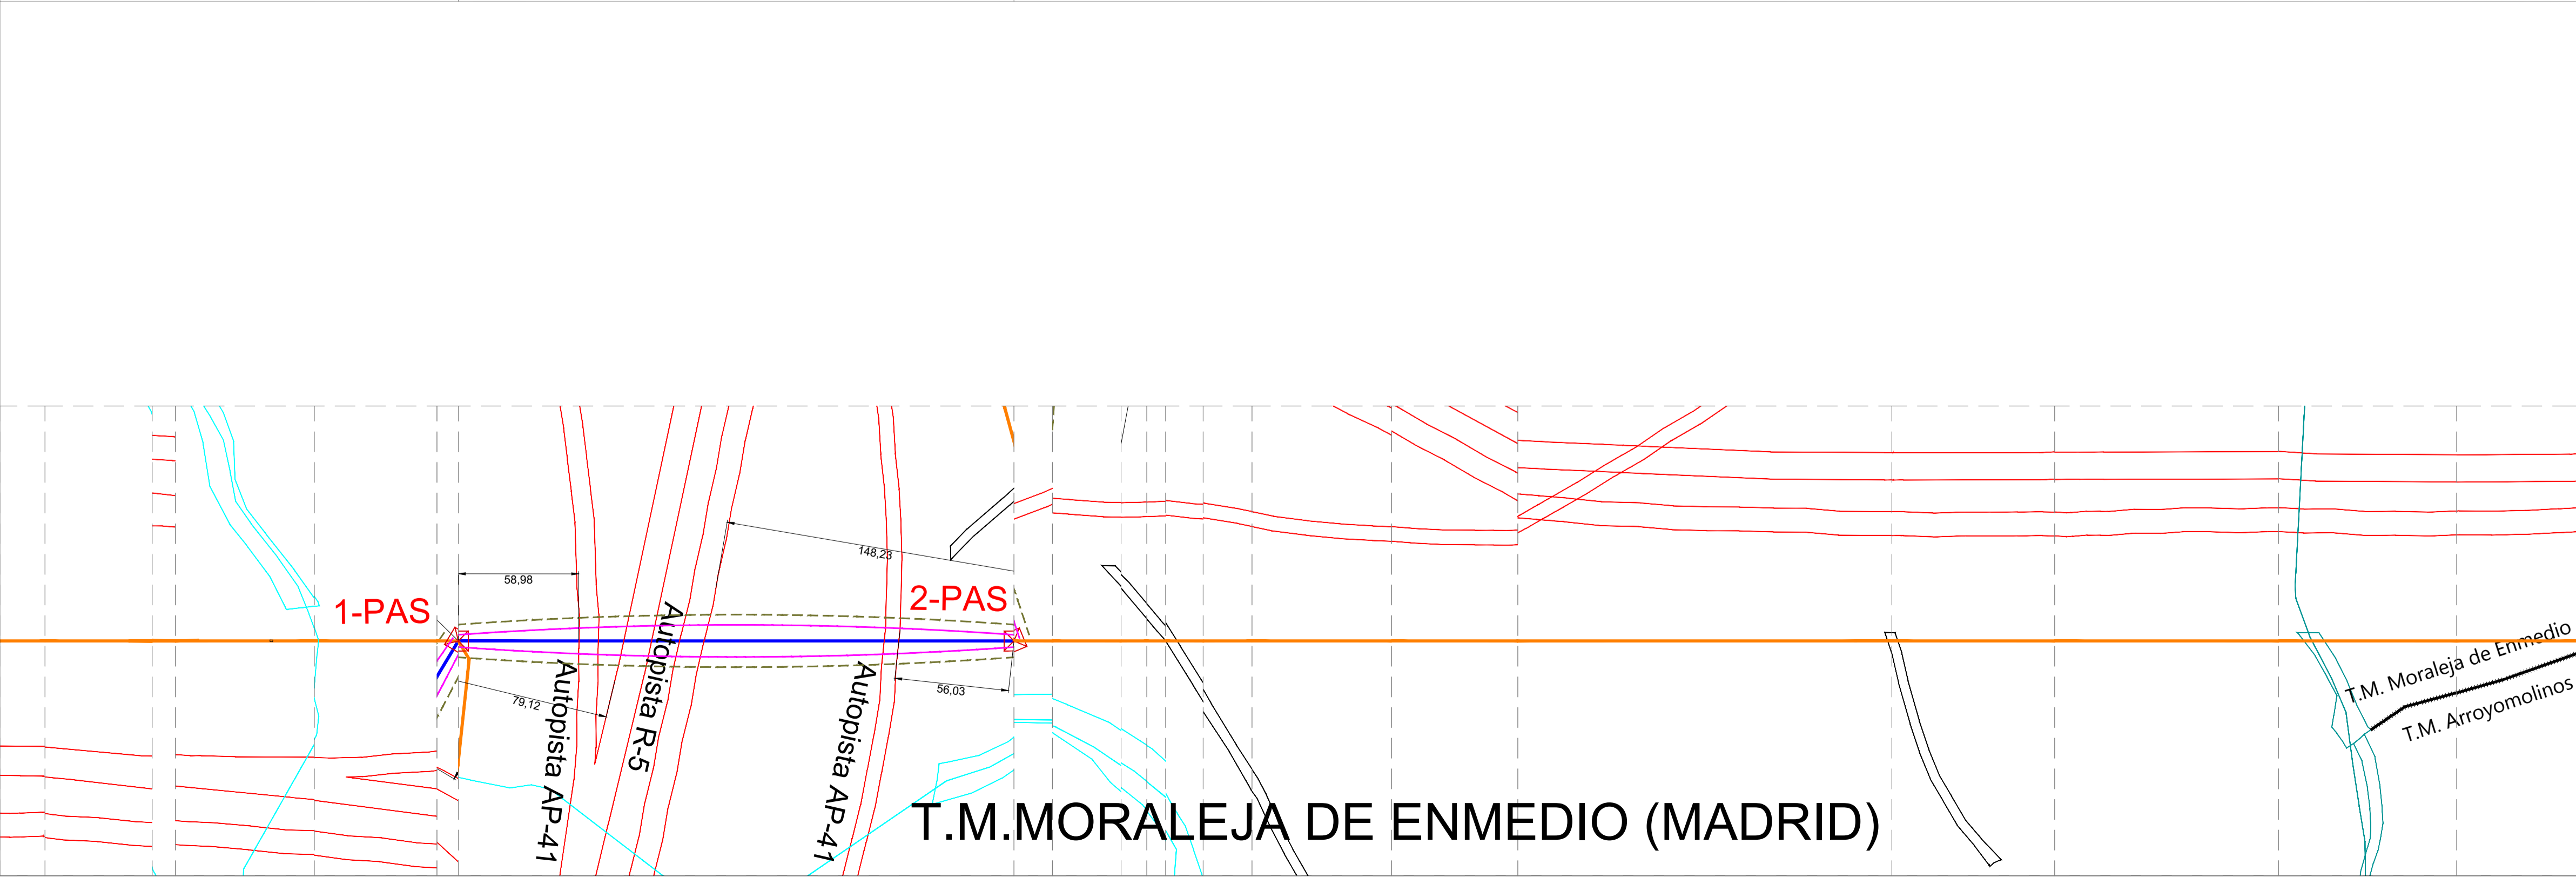 148,23
58,98
2-PAS
1-PAS
Autopista AP-41
Autopista R-5
Autopista AP-41
79,12
56,03
T.M. Moraleja de Enmedio
T.M. Arroyomolinos
T.M.MORALEJA DE ENMEDIO (MADRID)